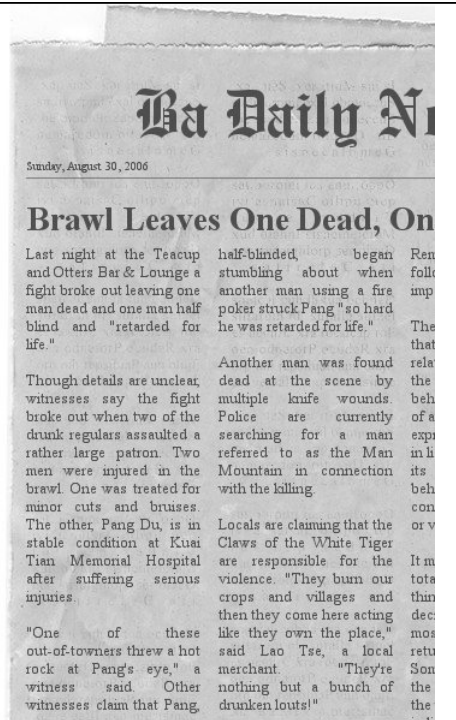 Ba Daily Ne
Sunday, August 30, 2006
Brawl Leaves One Dead, On
Last night at the Teacup
and Otters Bar & Lounge a
fight broke out leaving one
man dead and one man half
blind and "retarded for
life."
Though details are unclear,
witnesses say the fight
broke out when two of the
drunk regulars assaulted a
rather large patron. Two
men were injured in the
brawl. One was treated for
minor cuts and bruises.
The other, Pang Du, is in
stable condition at Kuai
Tian Memorial Hospital
after suffering serious
injuries.
"One of these
out-of-towners threw a hot
rock at Pang's eye," a
witness said. Other
witnesses claim that Pang,
half-blinded, began
stumbling about when
another man using a fire
poker struck Pang "so hard
he was retarded for life."
Another man was found
dead at the scene by
multiple knife wounds.
Police are currently
searching for a man
referred to as the Man
Mountain in connection
with the killing.
Locals are claiming that the
Claws of the White Tiger
are responsible for the
violence. "They burn our
crops and villages and
then they come here acting
like they own the place,"
said Lao Tse, a local
merchant. "They're
nothing but a bunch of
drunken louts!"
Rem
follo
imp
The
that
relat
the
beh
of a
expr
in li
its
beh
con
or v
It m
tota
thin
deci
mos
retu
Som
the
the